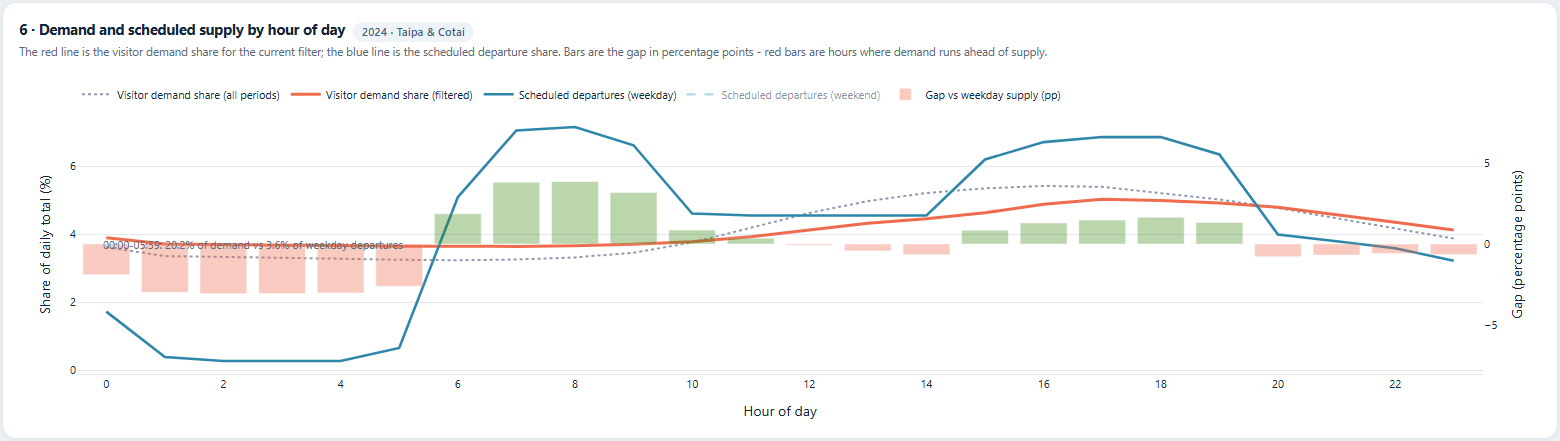 6 · Demand and scheduled supply by hour of day 2024 · Taipa & Cotai
The red line is the visitor demand share for the current filter; the blue line is the scheduled departure share. Bars are the gap in percentage points - red bars are hours where demand runs ahead of supply.
Visitor demand share (all periods) Visitor demand share (filtered) Scheduled departures (weekday) Scheduled departures (weekend) Gap vs weekday supply (pp)
Share of daily total (%)
6
4
2
0
00:00-05:59: 20.2% of demand vs 3.6% of weekday departures
5
0
−5
Gap (percentage points)
0 2 4 6 8 10 12 14 16 18 20 22
Hour of day